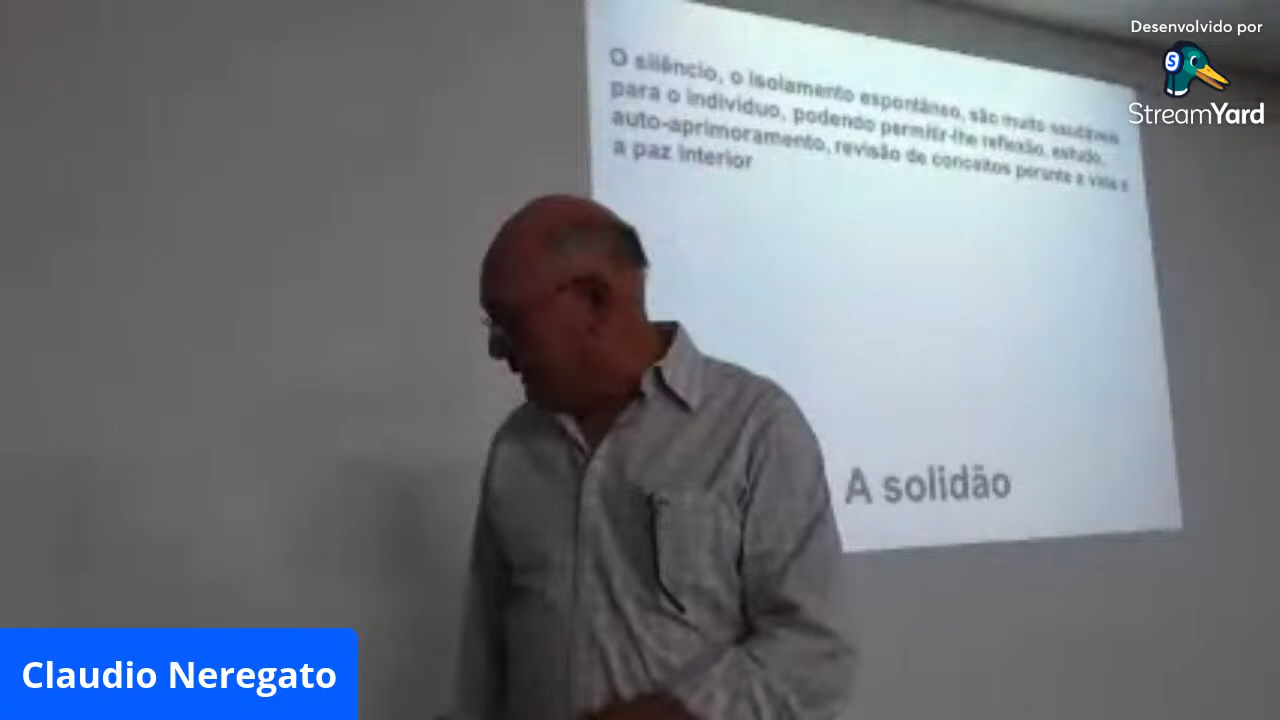 Desenvolvido por
StreamYard
O silêncio, o isolamento espontâneo, são muito saudáveis
para o indivíduo, podendo permitir-lhe reflexão, estudo,
auto-aprimoramento, revisão de conceitos perante a vida e
a paz interior
A solidão
Claudio Neregato